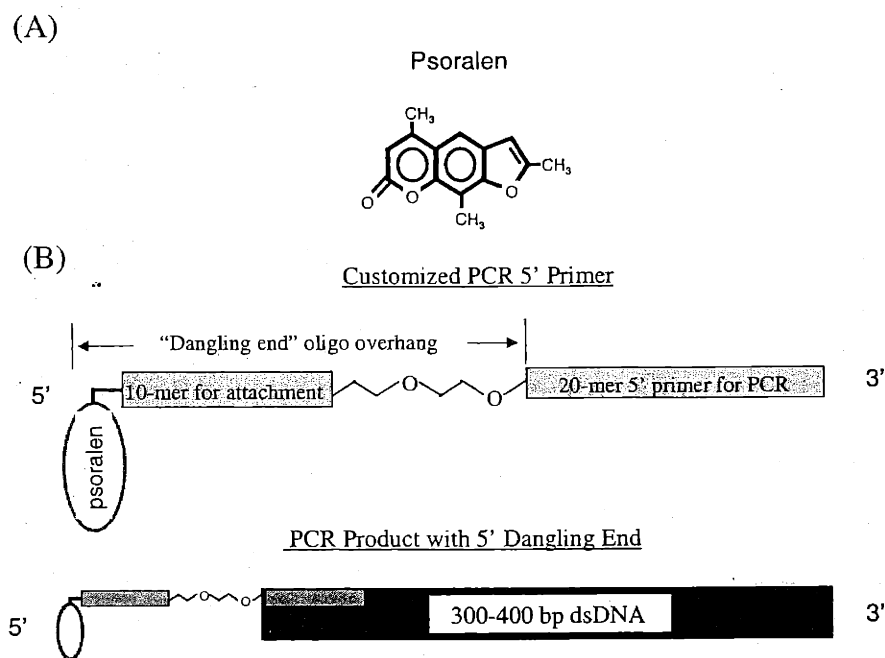 (A)
Psoralen
CH3
CH3
O
O
O
CH3
(B)
Customized PCR 5' Primer
"Dangling end" oligo overhang
5'
10-mer for attachment
O
O
20-mer 5' primer for PCR
3'
psoralen
PCR Product with 5' Dangling End
O
O
5'
300-400 bp dsDNA
3'